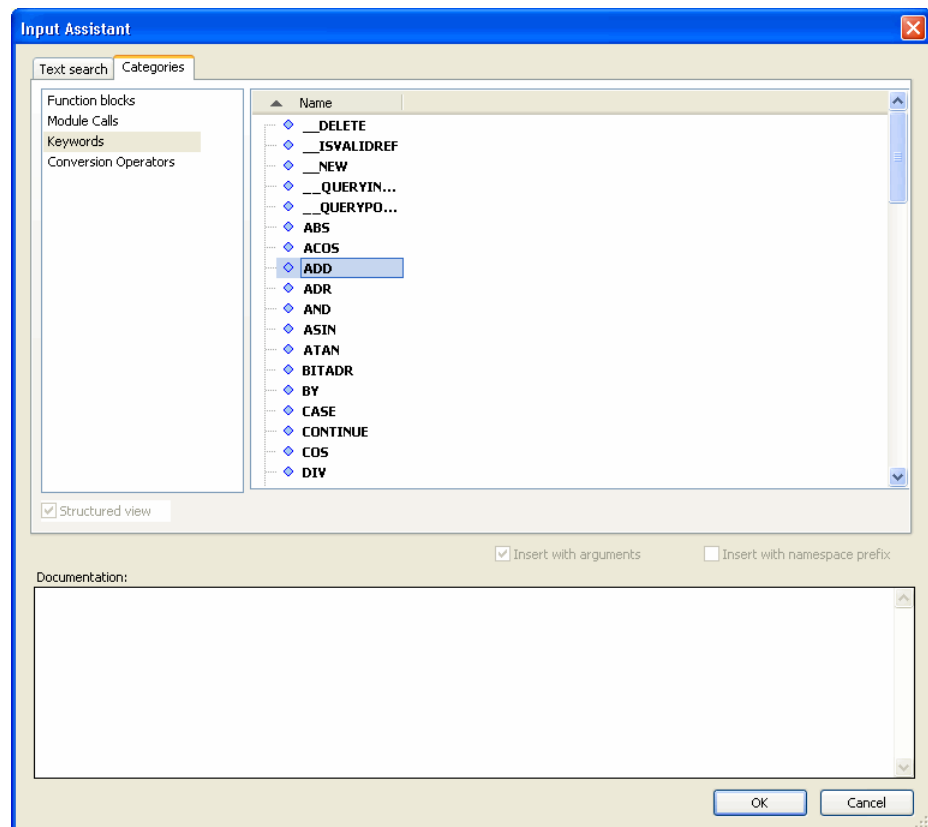 Input Assistant
Text search Categories
Function blocks
Module Calls
Keywords
Conversion Operators
Name
__DELETE
__ISVALIDREF
__NEW
__QUERYIN...
__QUERYPO...
ABS
ACOS
ADD
ADR
AND
ASIN
ATAN
BITADR
BY
CASE
CONTINUE
COS
DIV
Structured view
Insert with arguments Insert with namespace prefix
Documentation:
OK Cancel